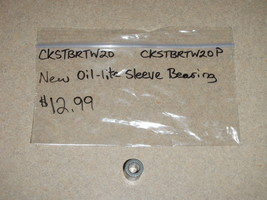 CKSTBRTW20 CKSTBRTW20P
New Oil-lite Sleeve Bearing
$12.99